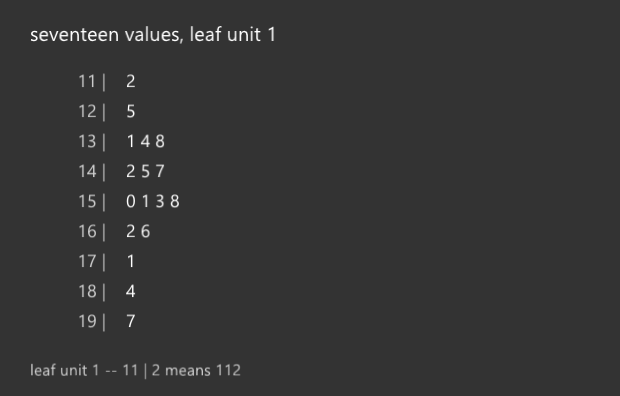 seventeen values, leaf unit 1
11 | 2
12 | 5
13 | 1 4 8
14 | 2 5 7
15 | 0 1 3 8
16 | 2 6
17 | 1
18 | 4
19 | 7
leaf unit 1 -- 11 | 2 means 112